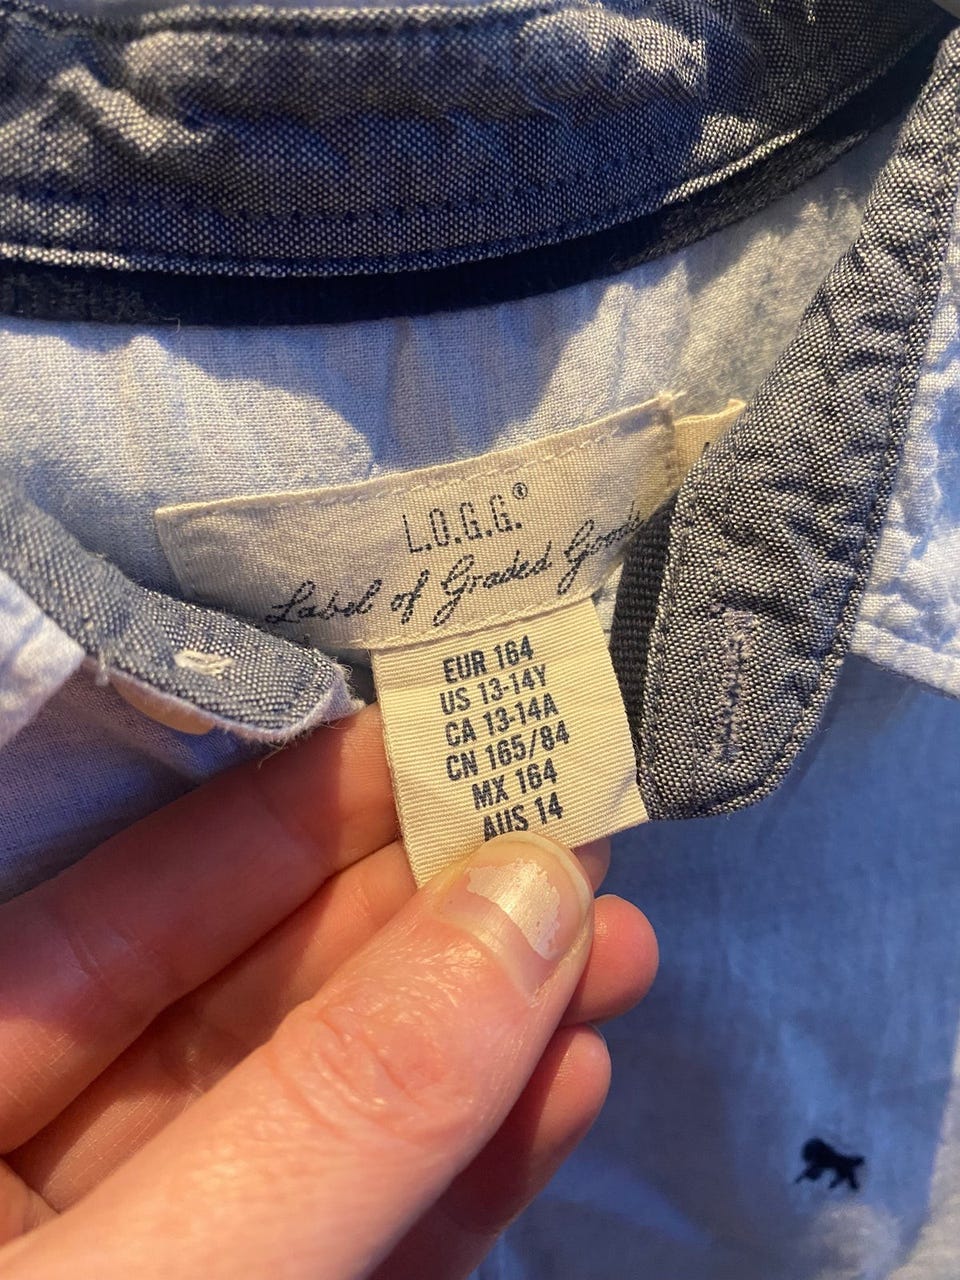 L.O.G.G.®
Label of Graded Goods
EUR 164
US 13-14Y
CA 13-14A
CN 165/84
MX 164
AUS 14